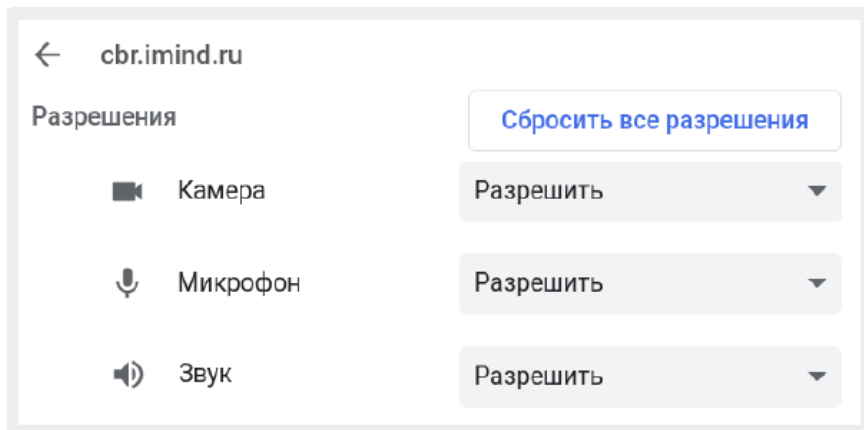 cbr.imind.ru
Разрешения
Сбросить все разрешения
Камера
Разрешить
Микрофон
Разрешить
Звук
Разрешить